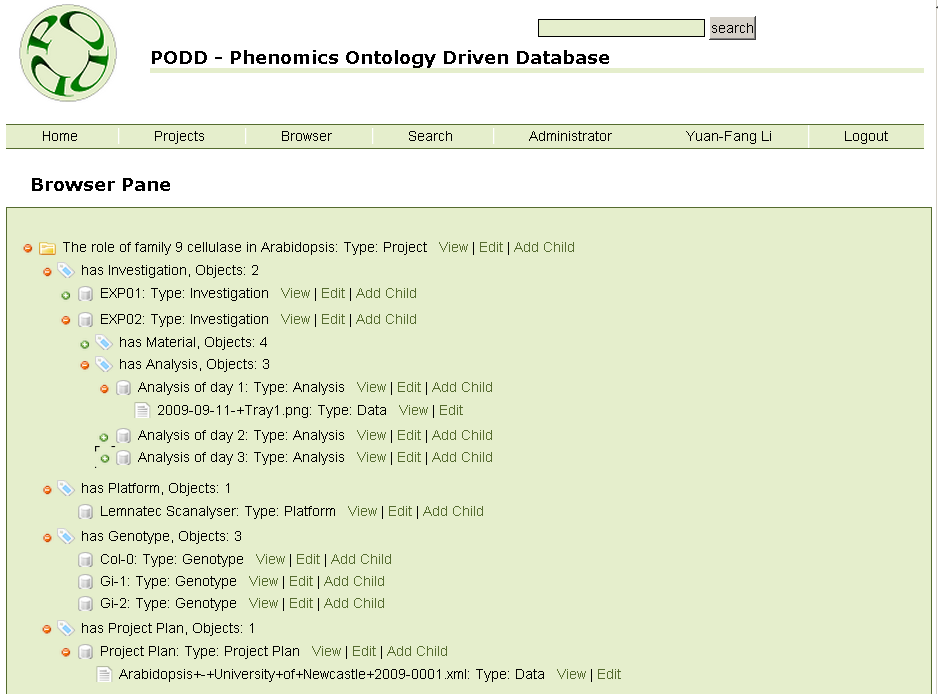 search
PODD - Phenomics Ontology Driven Database
Home Projects Browser Search Administrator Yuan-Fang Li Logout
Browser Pane
The role of family 9 cellulase in Arabidopsis: Type: Project View | Edit | Add Child
has Investigation, Objects: 2
EXP01: Type: Investigation View | Edit | Add Child
EXP02: Type: Investigation View | Edit | Add Child
has Material, Objects: 4
has Analysis, Objects: 3
Analysis of day 1: Type: Analysis View | Edit | Add Child
2009-09-11-+Tray1.png: Type: Data View | Edit
Analysis of day 2: Type: Analysis View | Edit | Add Child
Analysis of day 3: Type: Analysis View | Edit | Add Child
has Platform, Objects: 1
Lemnatec Scanalyser: Type: Platform View | Edit | Add Child
has Genotype, Objects: 3
Col-0: Type: Genotype View | Edit | Add Child
Gi-1: Type: Genotype View | Edit | Add Child
Gi-2: Type: Genotype View | Edit | Add Child
has Project Plan, Objects: 1
Project Plan: Type: Project Plan View | Edit | Add Child
Arabidopsis+-+University+of+Newcastle+2009-0001.xml: Type: Data View | Edit